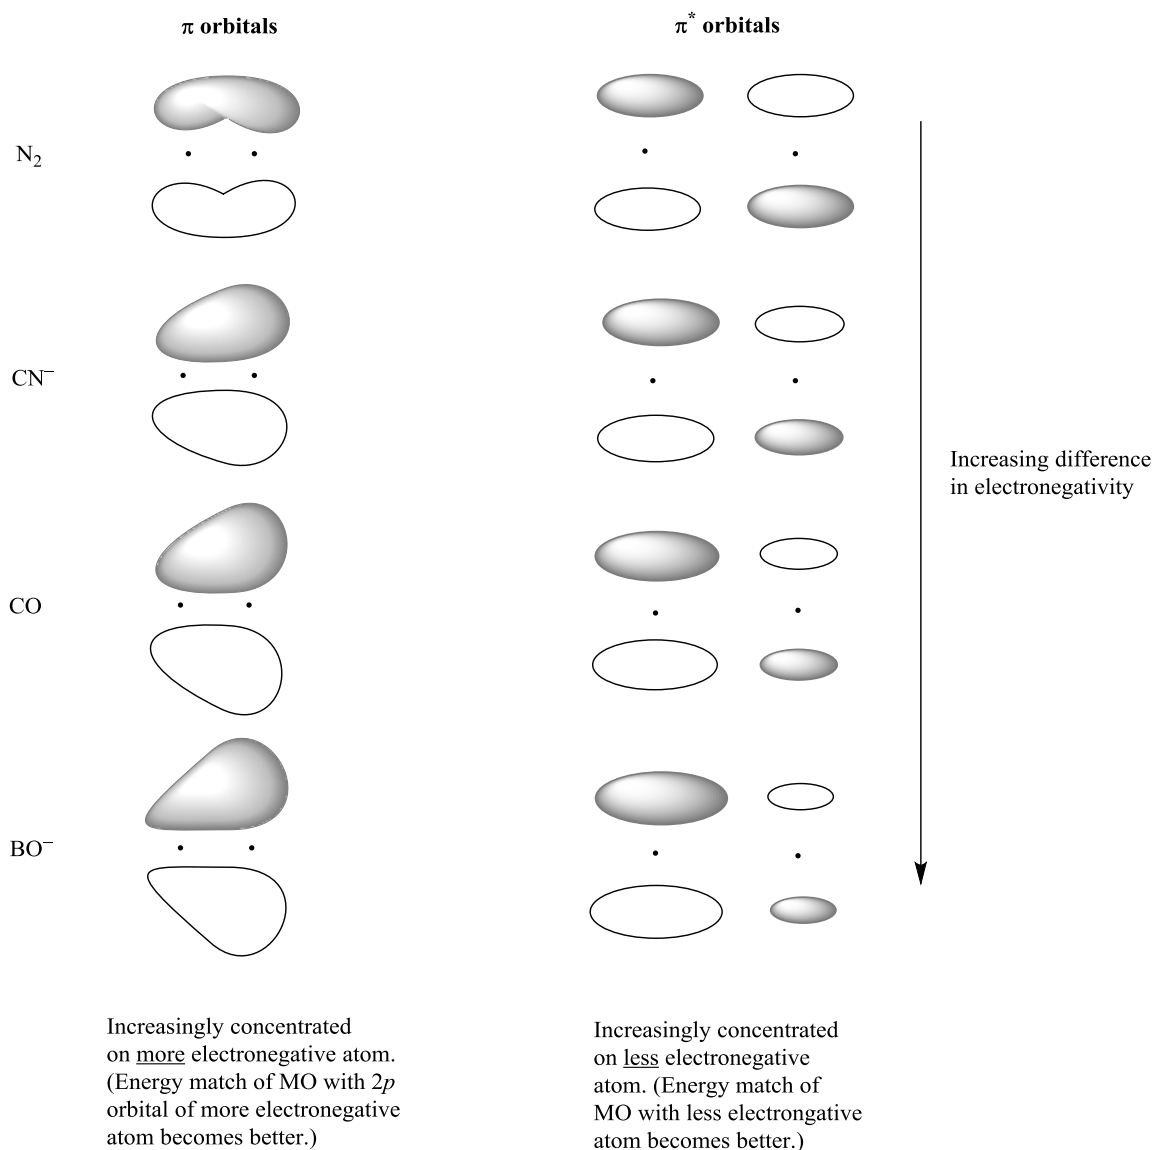 π orbitals
π* orbitals
N₂
CN⁻
Increasing difference
in electronegativity
CO
BO⁻
Increasingly concentrated
on more electronegative atom.
(Energy match of MO with 2p
orbital of more electronegative
atom becomes better.)
Increasingly concentrated
on less electronegative
atom. (Energy match of
MO with less electrongative
atom becomes better.)